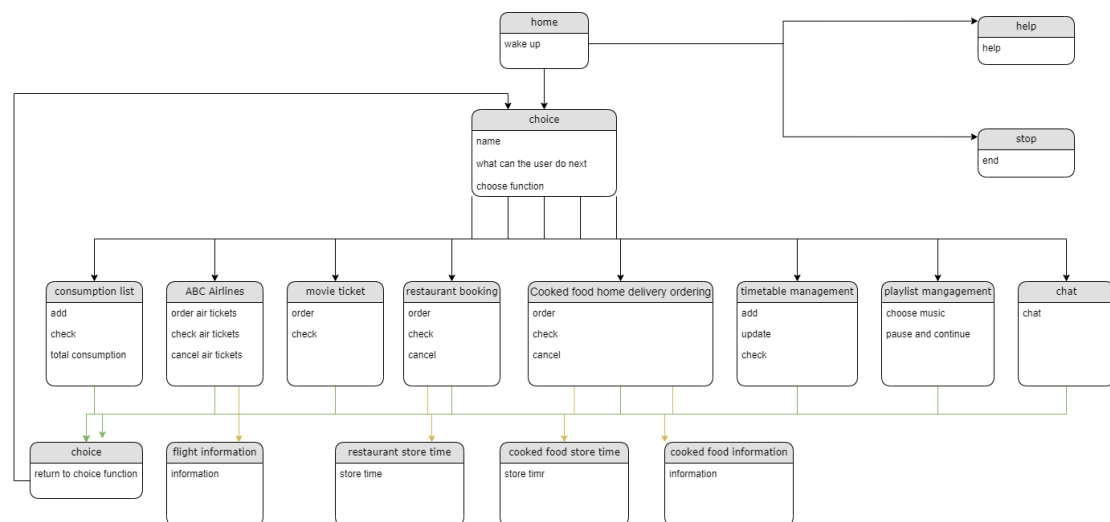 home
wake up
help
help
choice
name
what can the user do next
choose function
stop
end
consumption list
add
check
total consumption
ABC Airlines
order air tickets
check air tickets
cancel air tickets
movie ticket
order
check
restaurant booking
order
check
cancel
Cooked food home delivery ordering
order
check
cancel
timetable management
add
update
check
playlist mangagement
choose music
pause and continue
chat
chat
choice
return to choice function
flight information
information
restaurant store time
store time
cooked food store time
store timr
cooked food information
information